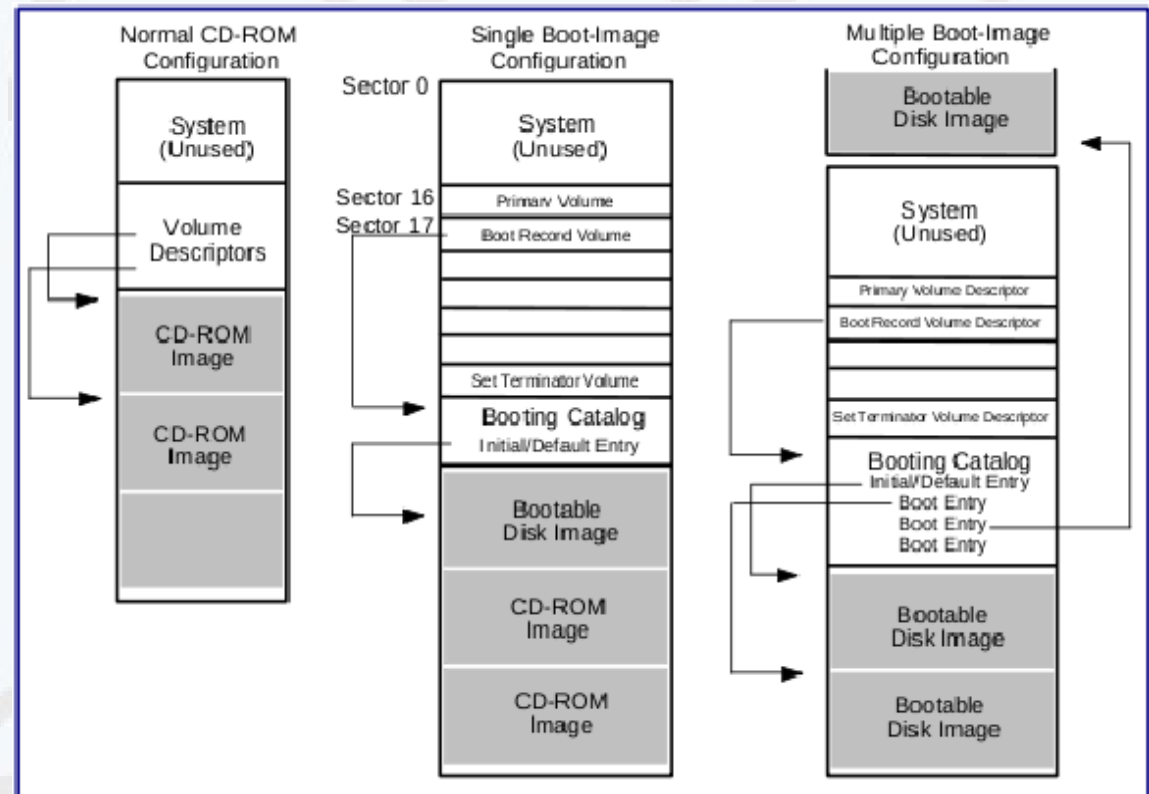 Normal CD-ROM
Configuration
System
(Unused)
Volume
Descriptors
CD-ROM
Image
CD-ROM
Image
Single Boot-Image
Configuration
Sector 0
System
(Unused)
Sector 16
Primary Volume
Sector 17
Boot Record Volume
Set Terminator Volume
Booting Catalog
Initial/Default Entry
Bootable
Disk Image
CD-ROM
Image
CD-ROM
Image
Multiple Boot-Image
Configuration
Bootable
Disk Image
System
(Unused)
Primary Volume Descriptor
Boot Record Volume Descriptor
Set Terminator Volume Descriptor
Booting Catalog
Initial/Default Entry
Boot Entry
Boot Entry
Boot Entry
Bootable
Disk Image
Bootable
Disk Image